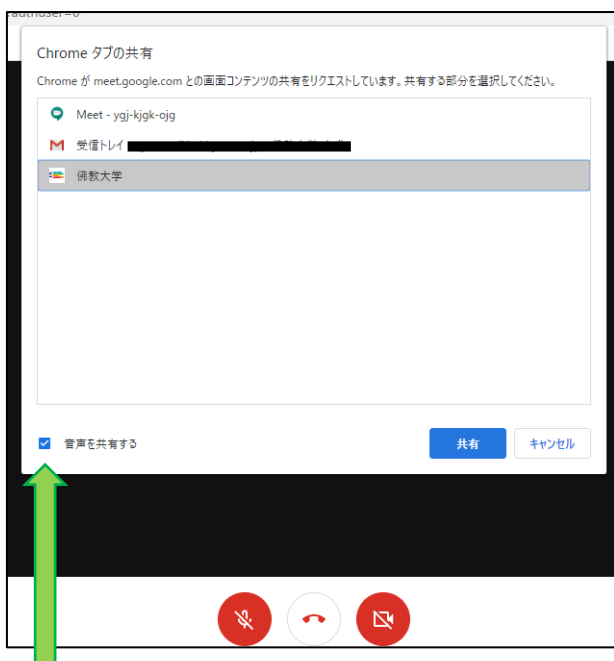 authuser=0
Chrome タブの共有
Chrome が meet.google.com との画面コンテンツの共有をリクエストしています。共有する部分を選択してください。
Meet - ygj-kjgk-ojg
受信トレイ
佛教大学
音声を共有する
共有
キャンセル